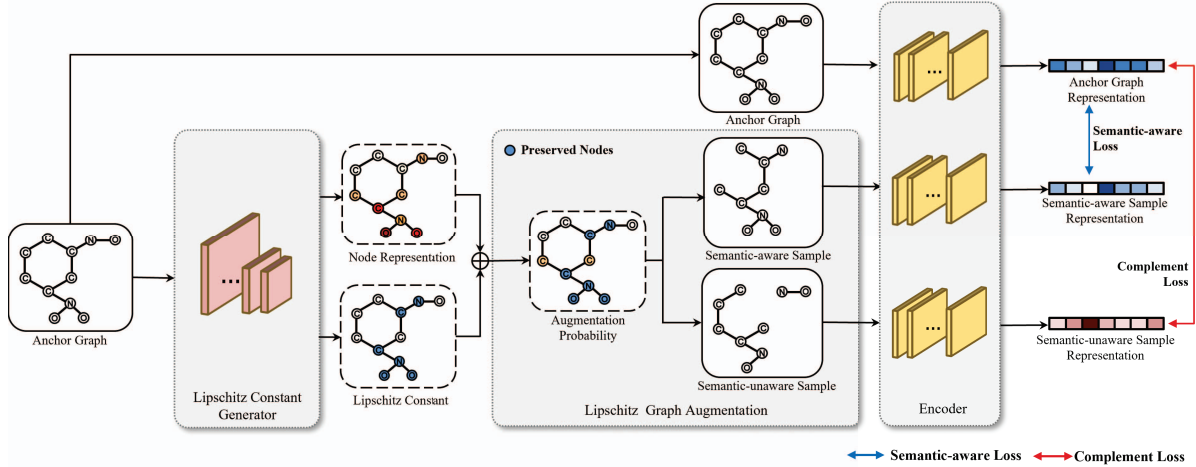 Anchor Graph
Lipschitz Constant
Generator
...
Node Representation
Lipschitz Consant
Preserved Nodes
Augmentation
Probability
Semantic-aware Sample
Semantic-unaware Sample
Lipschitz Graph Augmentation
Anchor Graph
...
...
...
Encoder
Anchor Graph
Representation
Semantic-aware
Loss
Semantic-aware Sample
Representation
Complement
Loss
Semantic-unaware Sample
Representation
Semantic-aware Loss
Complement Loss